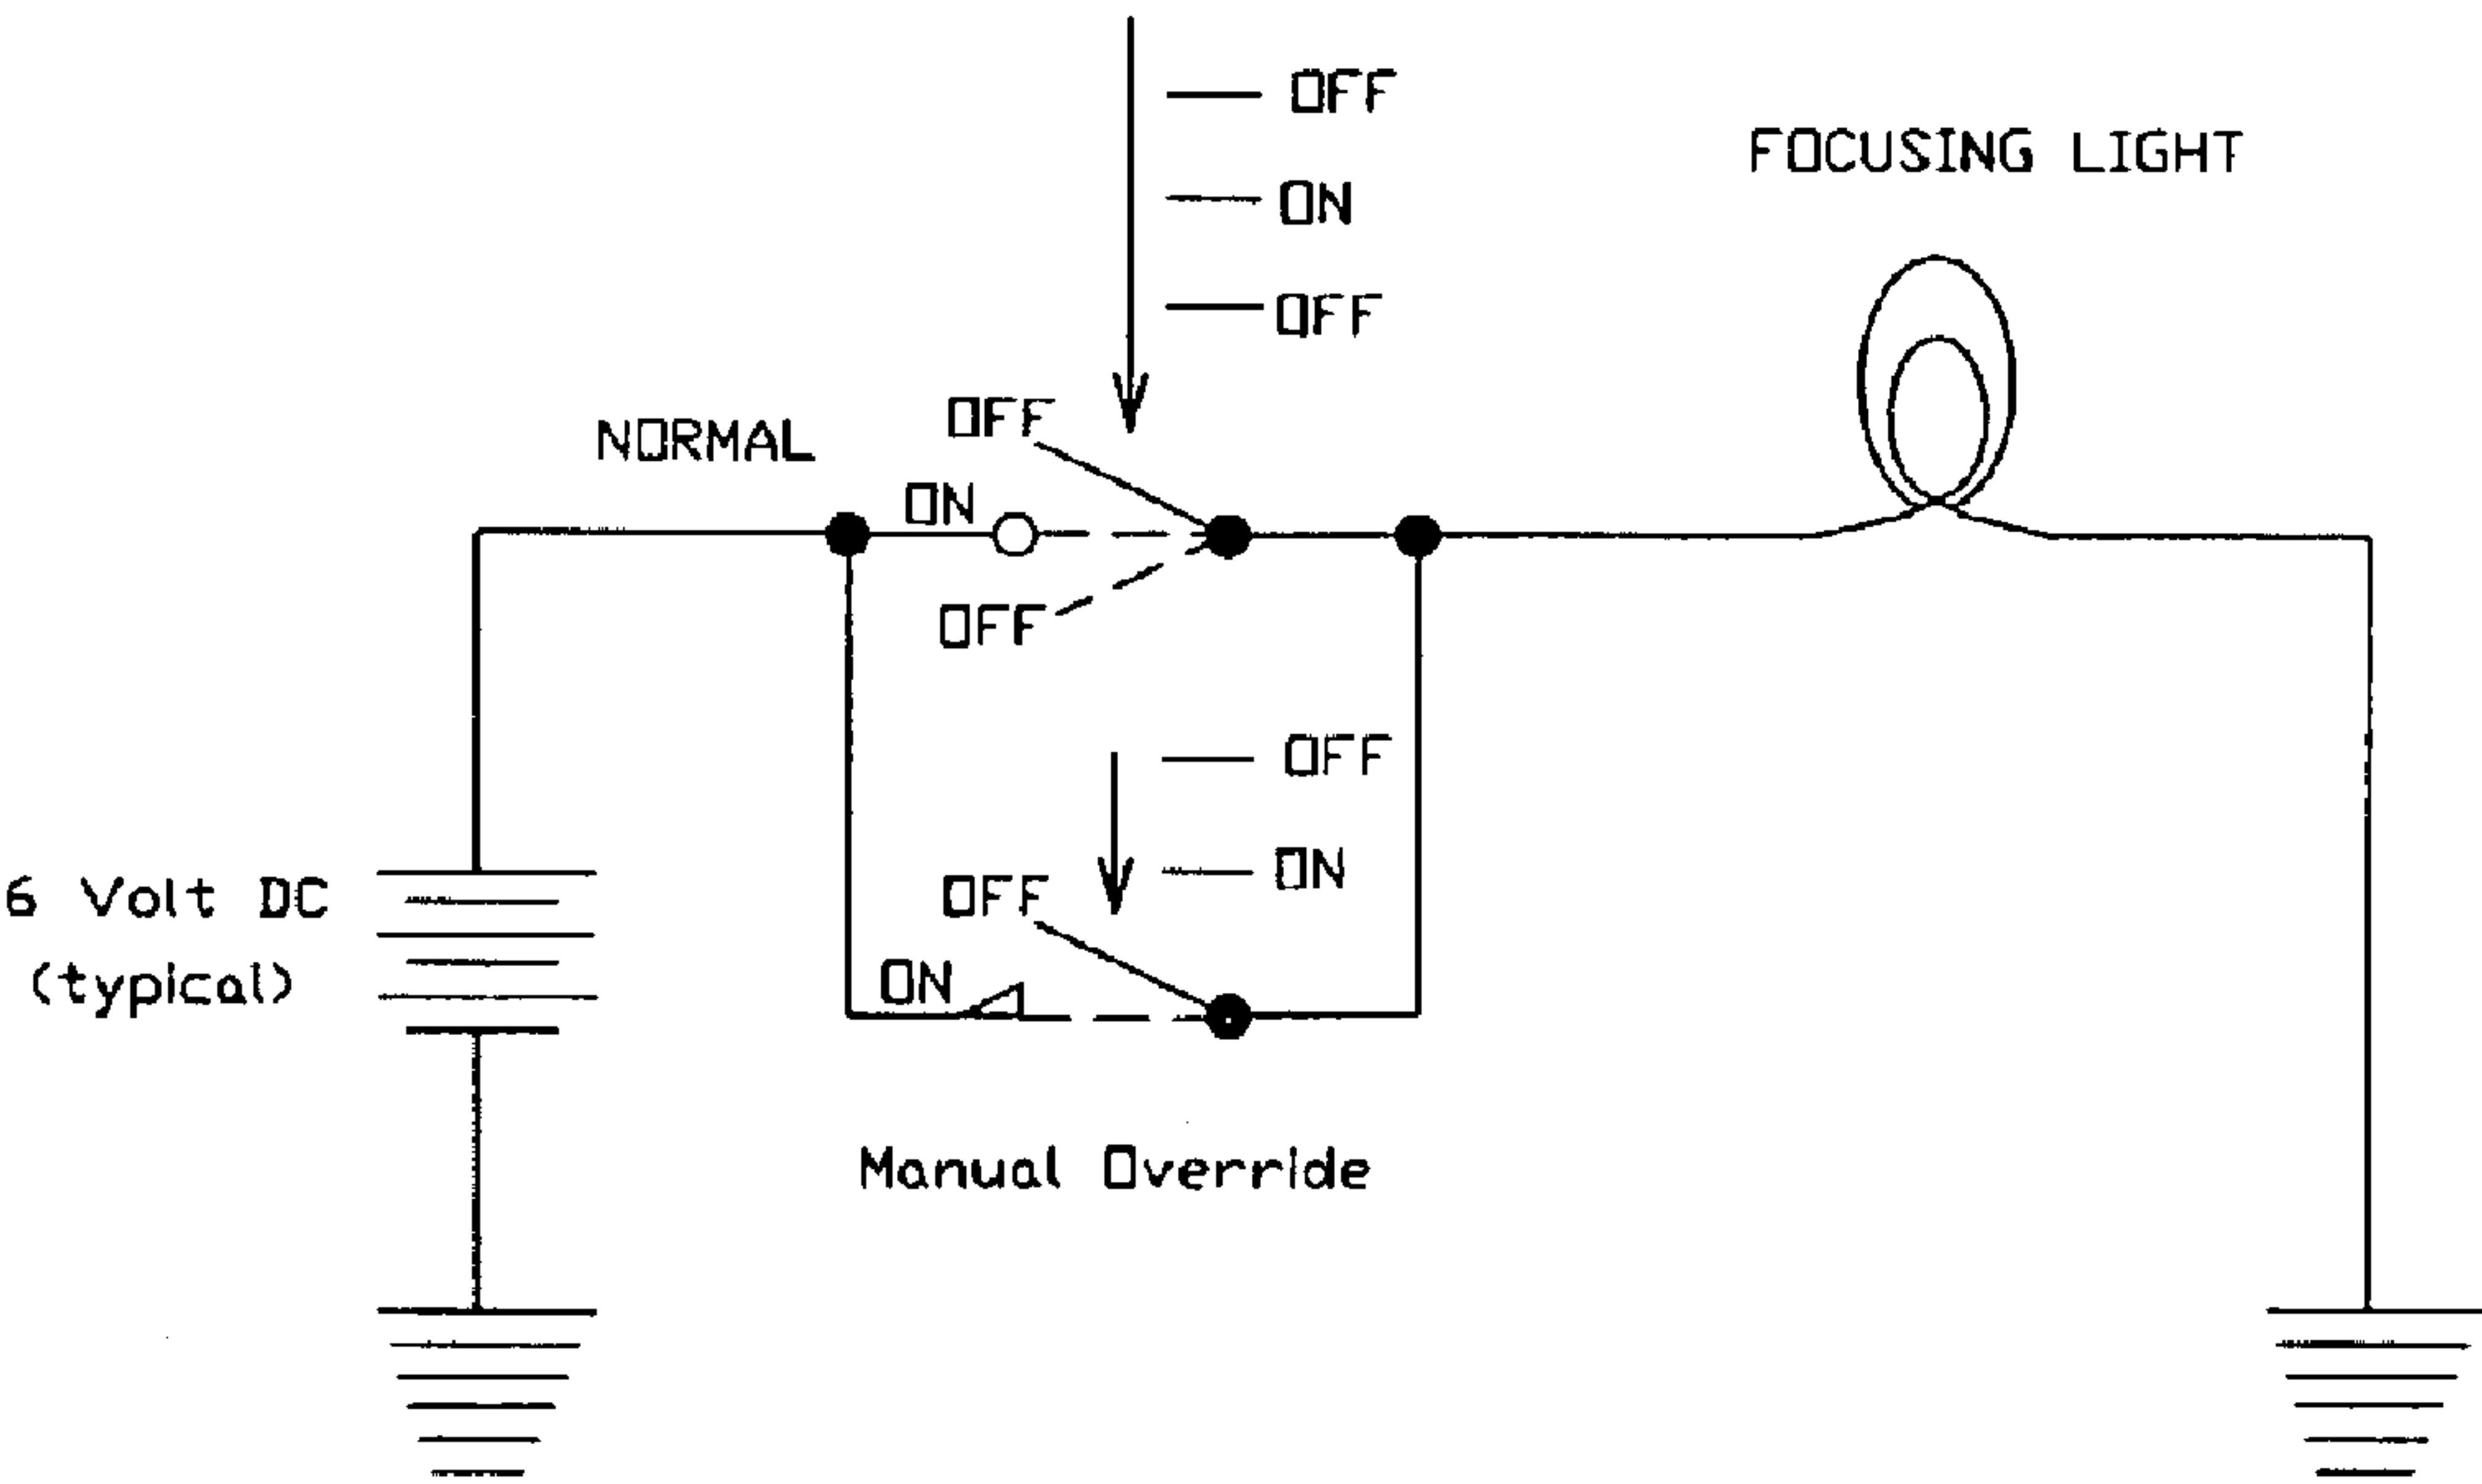 OFF
FOCUSING LIGHT
ON
OFF
OFF
NORMAL
ON
OFF
OFF
6 Volt DC
ON
OFF
(typical)
ON
Manual Override